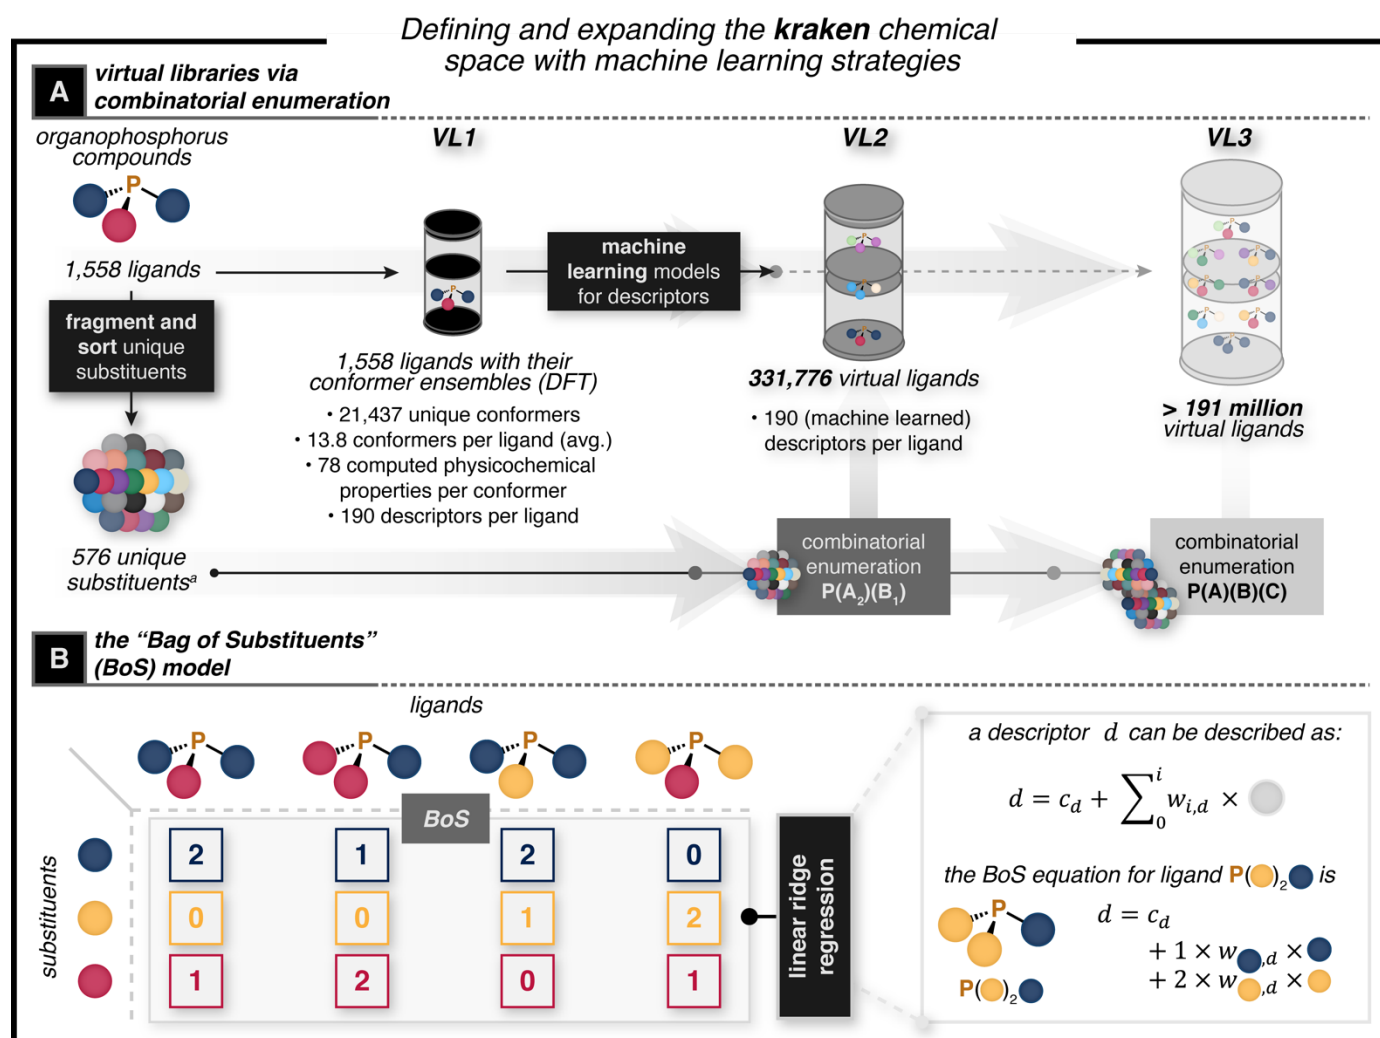 Defining and expanding the kraken chemical
space with machine learning strategies
A
virtual libraries via
combinatorial enumeration
organophosphorus
compounds
P
1,558 ligands
fragment and
sort unique
substituents
576 unique
substituentsᵃ
VL1
P
1,558 ligands with their
conformer ensembles (DFT)
• 21,437 unique conformers
• 13.8 conformers per ligand (avg.)
• 78 computed physicochemical
properties per conformer
• 190 descriptors per ligand
machine
learning models
for descriptors
VL2
331,776 virtual ligands
• 190 (machine learned)
descriptors per ligand
combinatorial
enumeration
P(A₂)(B₁)
VL3
> 191 million
virtual ligands
combinatorial
enumeration
P(A)(B)(C)
B
the “Bag of Substituents”
(BoS) model
ligands
P P P P
BoS
substituents
2 1 2 0
0 0 1 2
1 2 0 1
linear ridge
regression
a descriptor d can be described as:
d = c_d + ∑₀ⁱ w_{i,d} ×
the BoS equation for ligand P( )₂ is
P
P( )₂
d = c_d
+ 1 × w_{ ,d} ×
+ 2 × w_{ ,d} ×